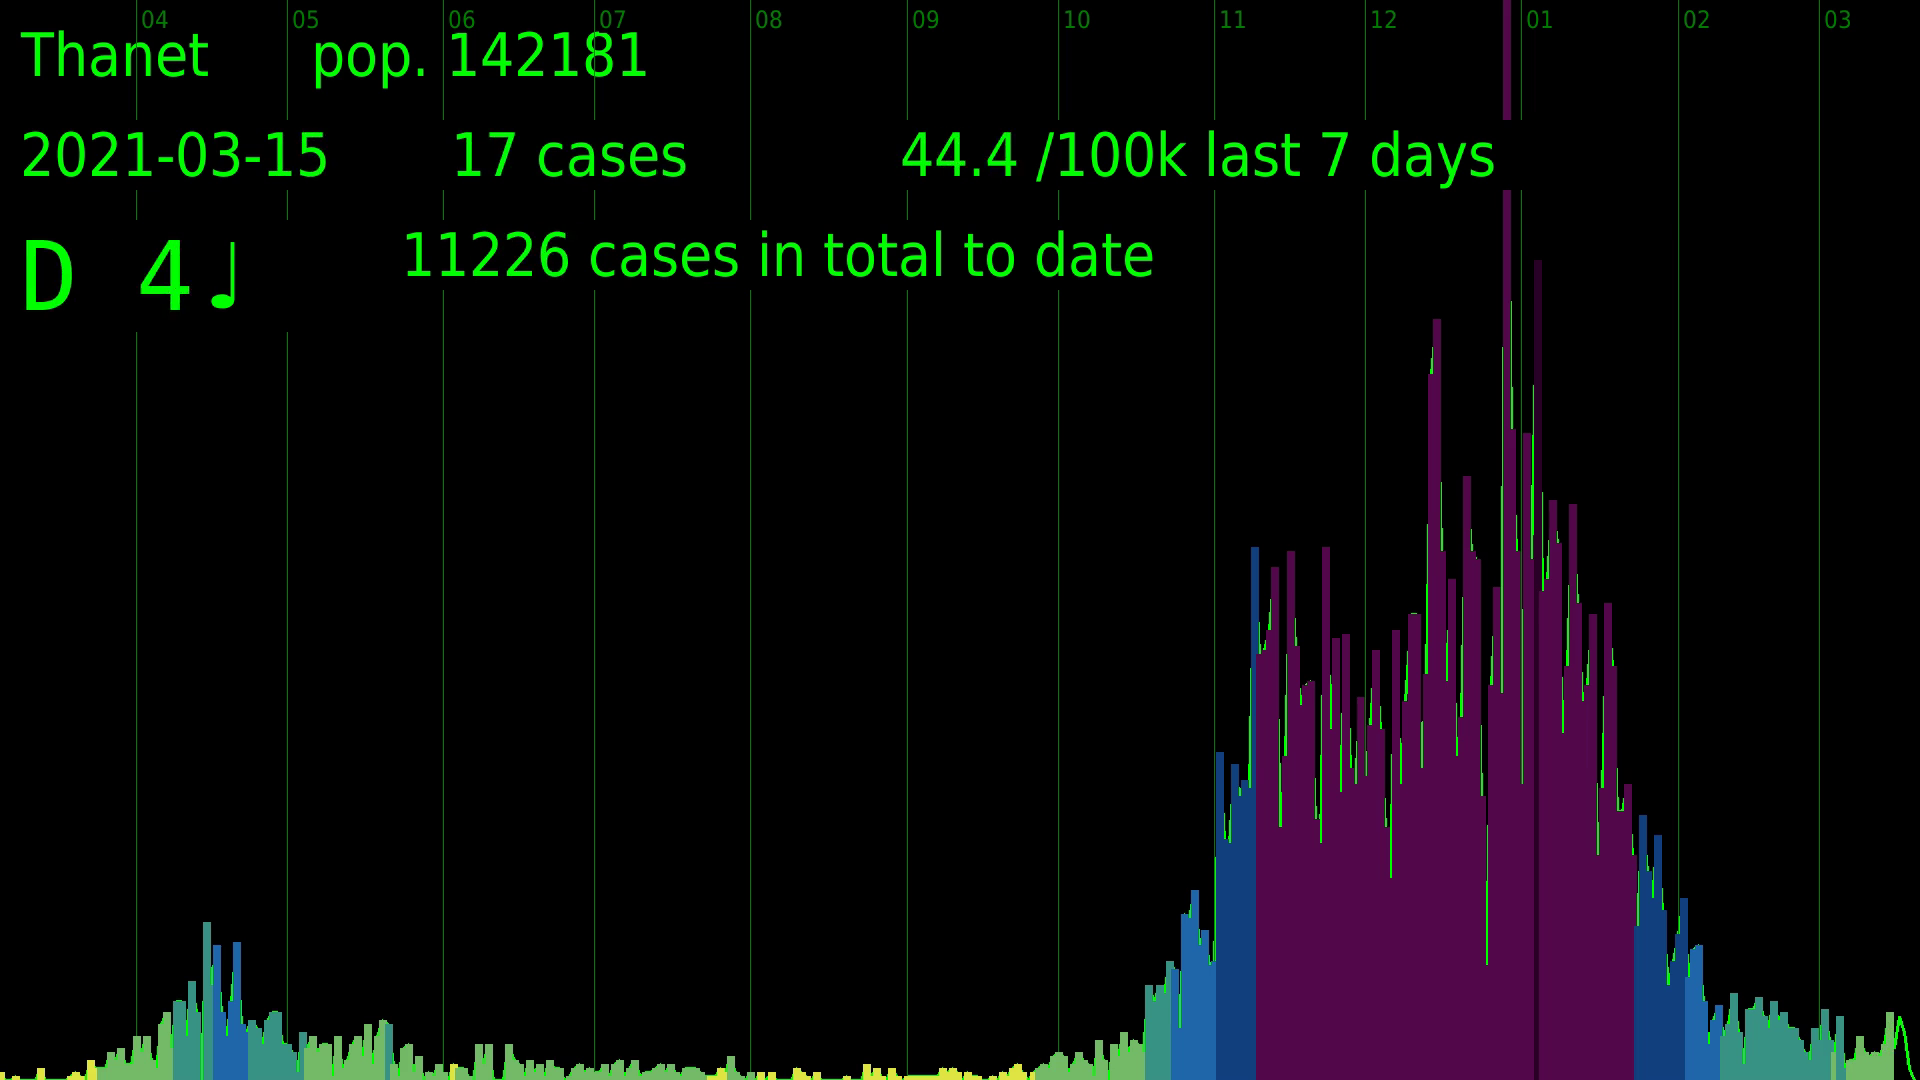 04 05 06 07 08 09 10 11 12 01 02 03
Thanet pop. 142181
2021-03-15 17 cases 44.4 /100k last 7 days
D 4♩ 11226 cases in total to date